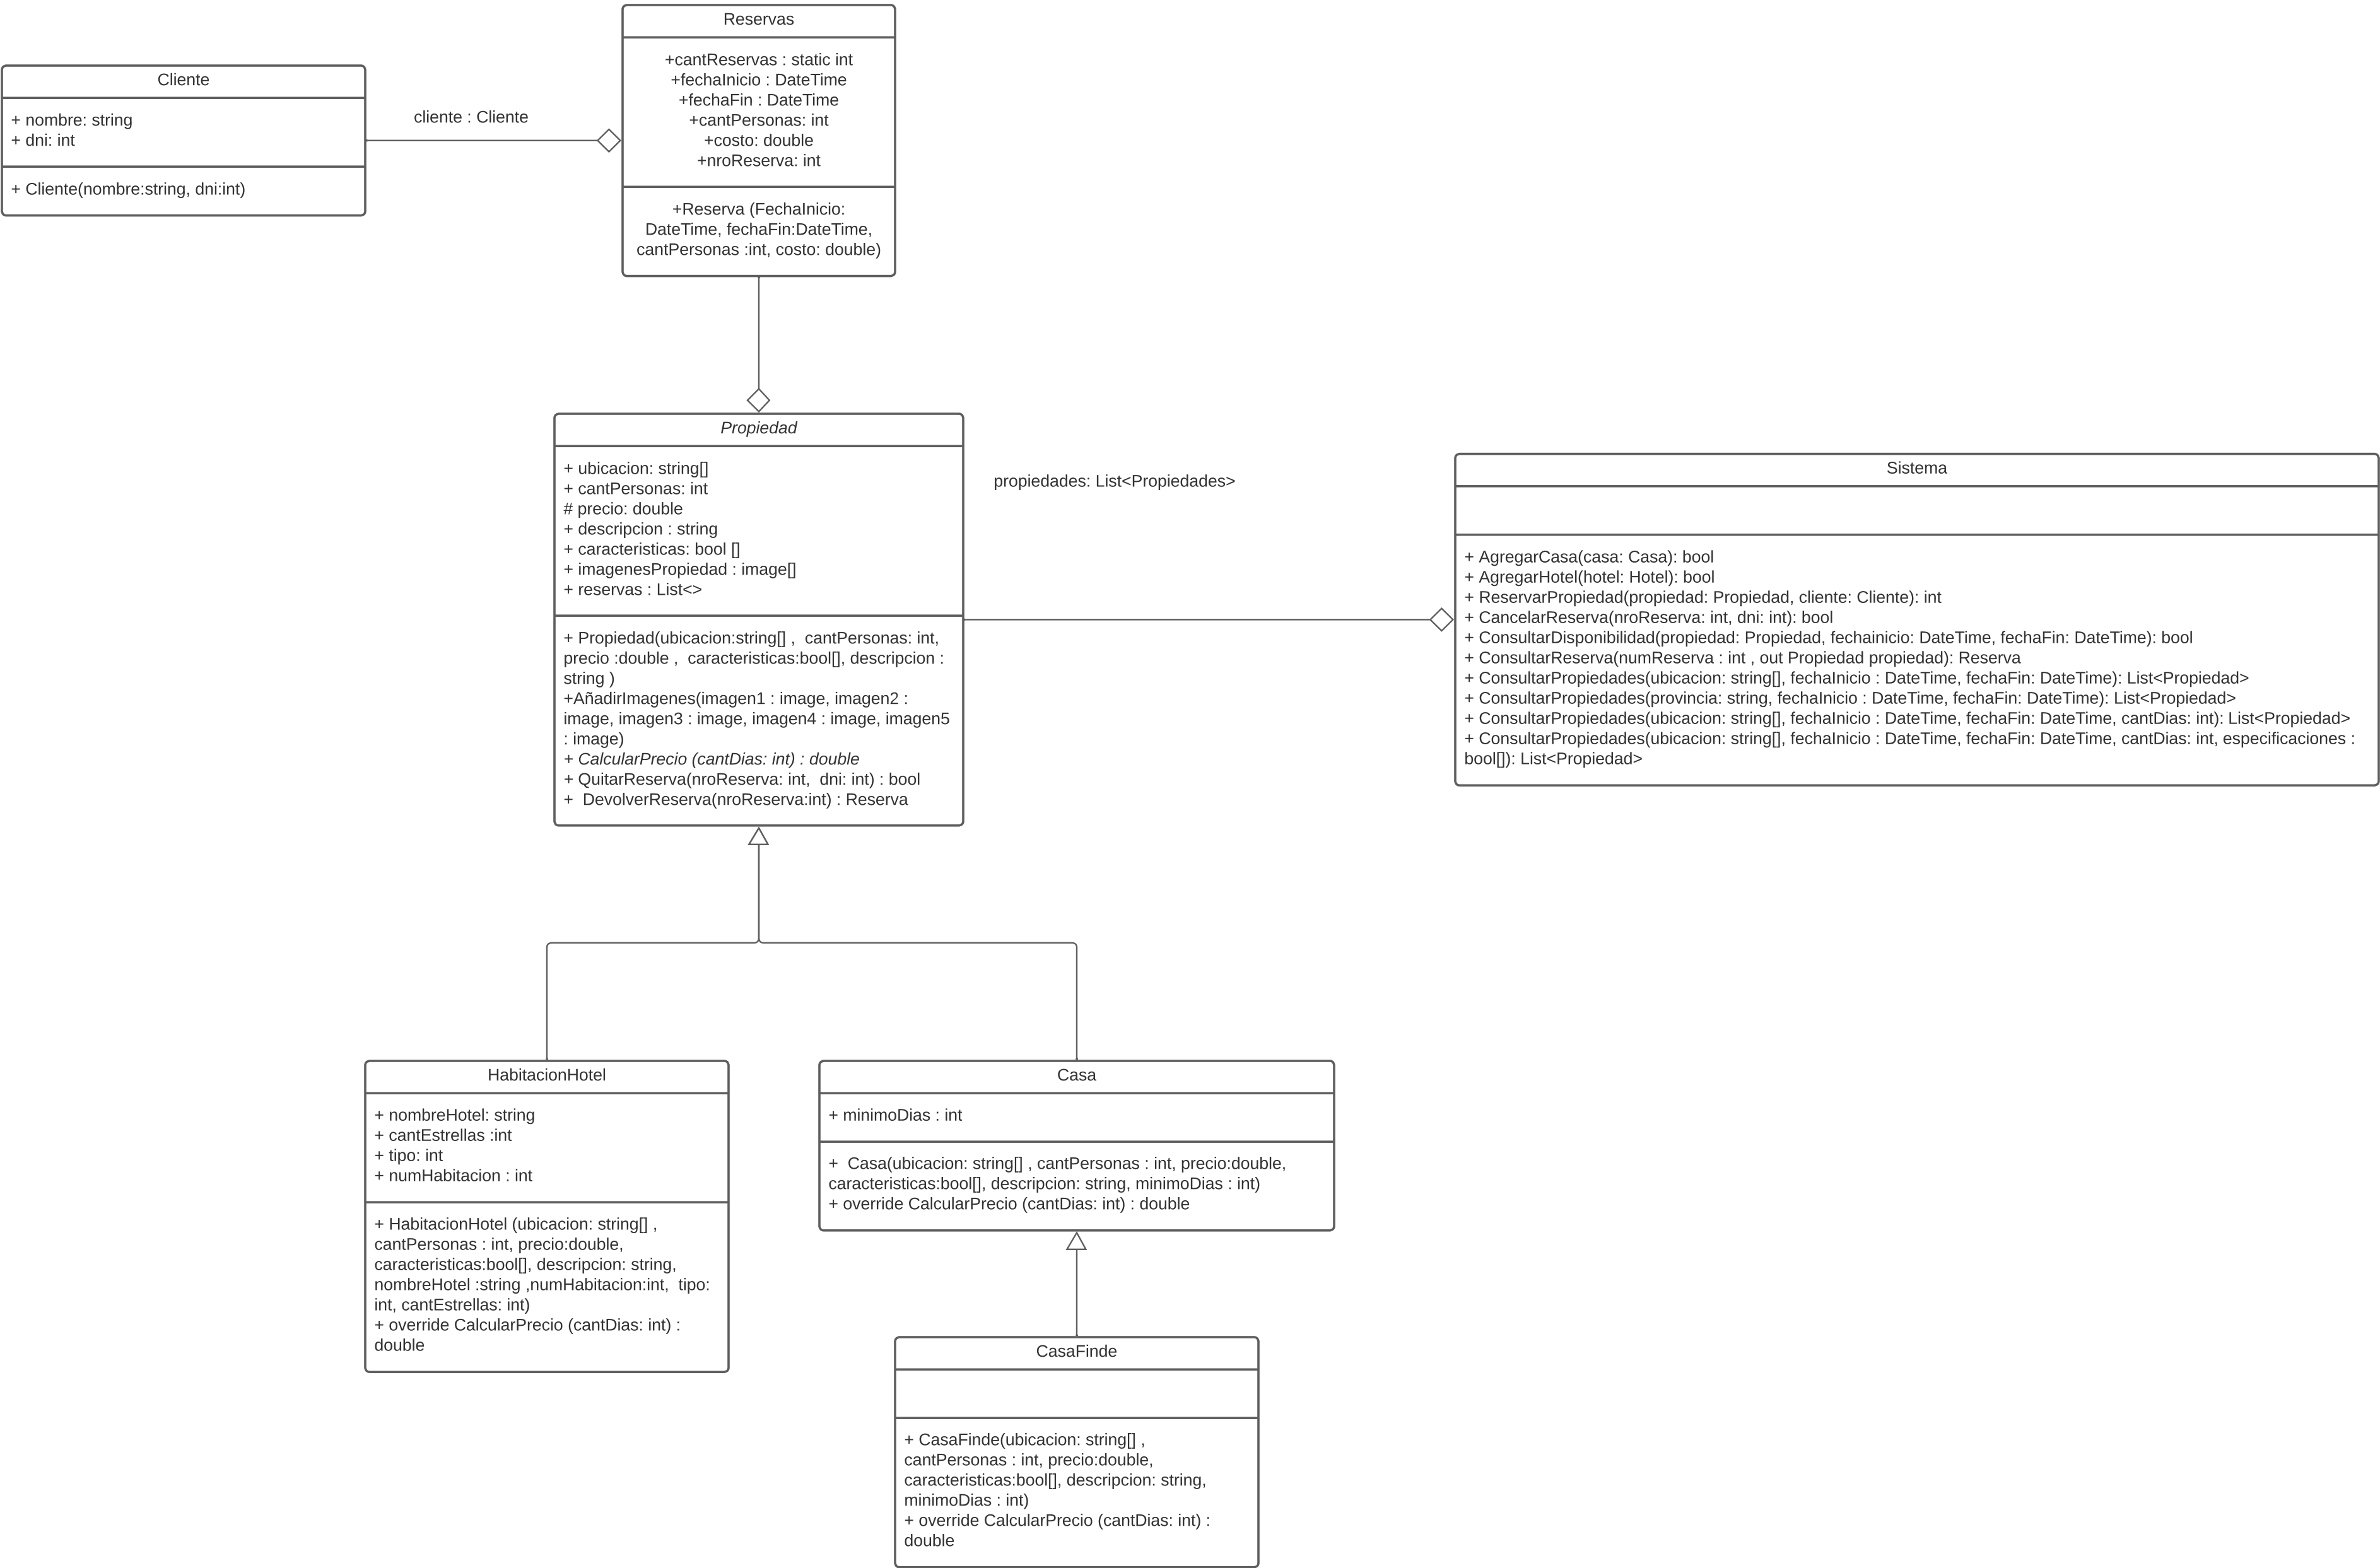 Reservas
+cantReservas : static int
+fechaInicio : DateTime
+fechaFin : DateTime
+cantPersonas: int
+costo: double
+nroReserva: int
+Reserva (FechaInicio:
DateTime, fechaFin:DateTime,
cantPersonas :int, costo: double)
Cliente
+ nombre: string
+ dni: int
+ Cliente(nombre:string, dni:int)
cliente : Cliente
Propiedad
+ ubicacion: string[]
+ cantPersonas: int
# precio: double
+ descripcion : string
+ caracteristicas: bool []
+ imagenesPropiedad : image[]
+ reservas : List<>
+ Propiedad(ubicacion:string[] ,  cantPersonas: int,
precio :double ,  caracteristicas:bool[], descripcion :
string )
+AñadirImagenes(imagen1 : image, imagen2 :
image, imagen3 : image, imagen4 : image, imagen5
: image)
+ CalcularPrecio (cantDias: int) : double
+ QuitarReserva(nroReserva: int,  dni: int) : bool
+  DevolverReserva(nroReserva:int) : Reserva
propiedades: List<Propiedades>
Sistema
+ AgregarCasa(casa: Casa): bool
+ AgregarHotel(hotel: Hotel): bool
+ ReservarPropiedad(propiedad: Propiedad, cliente: Cliente): int
+ CancelarReserva(nroReserva: int, dni: int): bool
+ ConsultarDisponibilidad(propiedad: Propiedad, fechainicio: DateTime, fechaFin: DateTime): bool
+ ConsultarReserva(numReserva : int , out Propiedad propiedad): Reserva
+ ConsultarPropiedades(ubicacion: string[], fechaInicio : DateTime, fechaFin: DateTime): List<Propiedad>
+ ConsultarPropiedades(provincia: string, fechaInicio : DateTime, fechaFin: DateTime): List<Propiedad>
+ ConsultarPropiedades(ubicacion: string[], fechaInicio : DateTime, fechaFin: DateTime, cantDias: int): List<Propiedad>
+ ConsultarPropiedades(ubicacion: string[], fechaInicio : DateTime, fechaFin: DateTime, cantDias: int, especificaciones :
bool[]): List<Propiedad>
HabitacionHotel
+ nombreHotel: string
+ cantEstrellas :int
+ tipo: int
+ numHabitacion : int
+ HabitacionHotel (ubicacion: string[] ,
cantPersonas : int, precio:double,
caracteristicas:bool[], descripcion: string,
nombreHotel :string ,numHabitacion:int,  tipo:
int, cantEstrellas: int)
+ override CalcularPrecio (cantDias: int) :
double
Casa
+ minimoDias : int
+  Casa(ubicacion: string[] , cantPersonas : int, precio:double,
caracteristicas:bool[], descripcion: string, minimoDias : int)
+ override CalcularPrecio (cantDias: int) : double
CasaFinde
+ CasaFinde(ubicacion: string[] ,
cantPersonas : int, precio:double,
caracteristicas:bool[], descripcion: string,
minimoDias : int)
+ override CalcularPrecio (cantDias: int) :
double